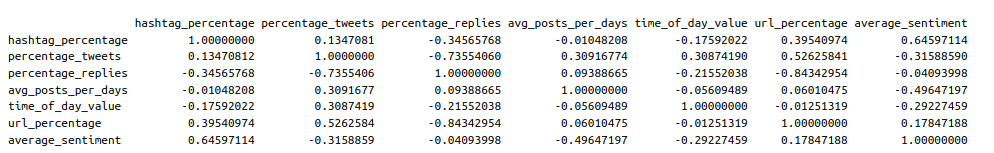 hashtag_percentage percentage_tweets percentage_replies avg_posts_per_days time_of_day_value url_percentage average_sentiment
hashtag_percentage 1.00000000 0.1347081 -0.34565768 -0.01048208 -0.17592022 0.39540974 0.64597114
percentage_tweets 0.13470812 1.0000000 -0.73554060 0.30916774 0.30874190 0.52625841 -0.31588590
percentage_replies -0.34565768 -0.7355406 1.00000000 0.09388665 -0.21552038 -0.84342954 -0.04093998
avg_posts_per_days -0.01048208 0.3091677 0.09388665 1.00000000 -0.05609489 0.06010475 -0.49647197
time_of_day_value -0.17592022 0.3087419 -0.21552038 -0.05609489 1.00000000 -0.01251319 -0.29227459
url_percentage 0.39540974 0.5262584 -0.84342954 0.06010475 -0.01251319 1.00000000 0.17847188
average_sentiment 0.64597114 -0.3158859 -0.04093998 -0.49647197 -0.29227459 0.17847188 1.00000000